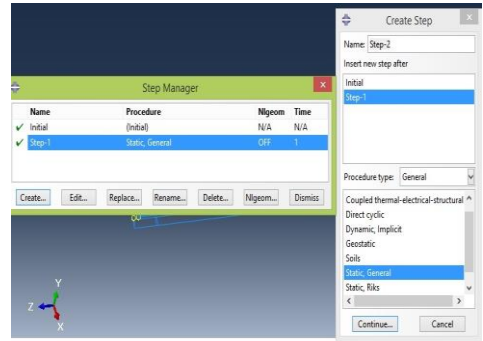 Step Manager
Name Procedure Nlgeom Time
Initial (Initial) N/A N/A
Step-1 Static, General OFF 1
Create... Edit... Replace... Rename... Delete... Nlgeom... Dismiss
Y
Z
X
Create Step
Name: Step-2
Insert new step after
Initial
Step-1
Procedure type: General
Coupled thermal-electrical-structural
Direct cyclic
Dynamic, Implicit
Geostatic
Soils
Static, General
Static, Riks
Continue... Cancel